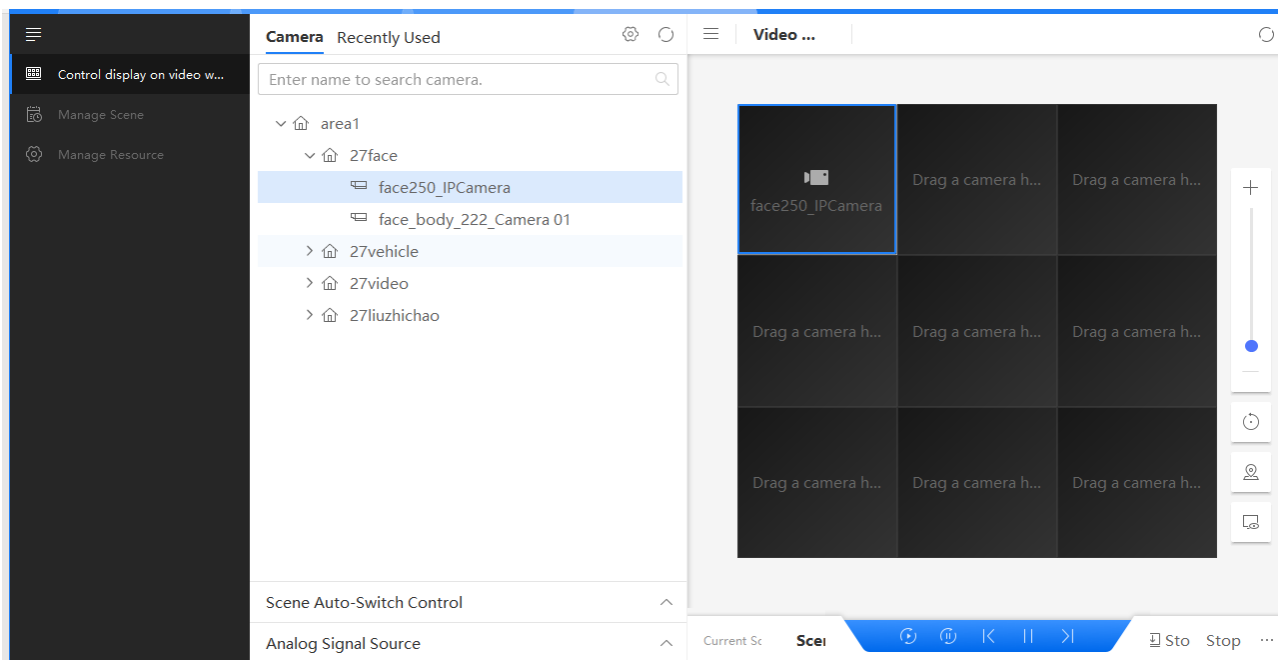 Control display on video w...
Manage Scene
Manage Resource
Camera Recently Used
Enter name to search camera.
area1
27face
face250_IPCamera
face_body_222_Camera 01
27vehicle
27video
27liuzhichao
Scene Auto-Switch Control
Analog Signal Source
Video ...
face250_IPCamera
Drag a camera h...
Drag a camera h...
Drag a camera h...
Drag a camera h...
Drag a camera h...
Drag a camera h...
Drag a camera h...
Drag a camera h...
Current Sc
Scer
Sto Stop ...